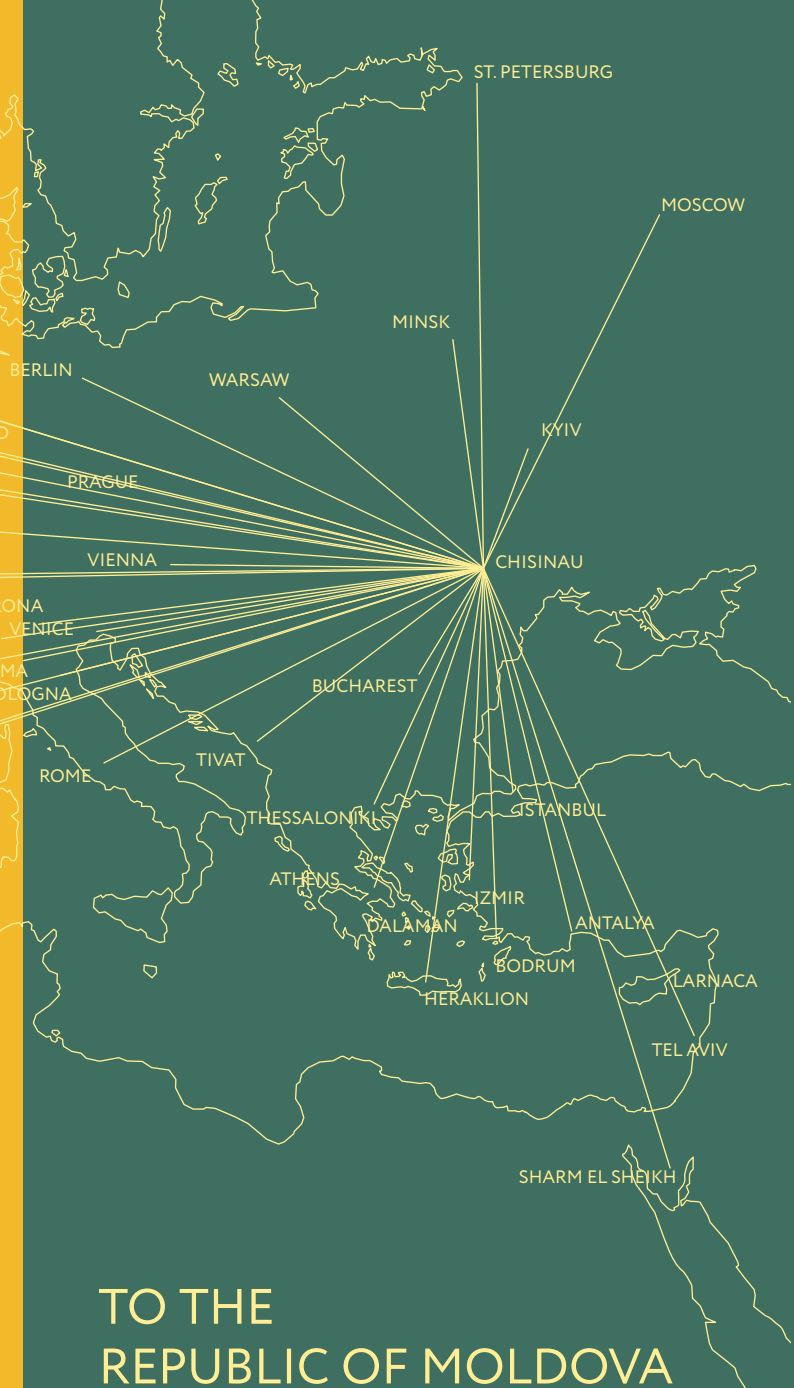 ST. PETERSBURG
MOSCOW
MINSK
BERLIN
WARSAW
KYIV
PRAGUE
VIENNA
CHISINAU
VENICE
BUCHAREST
TIVAT
ROME
ISTANBUL
THESSALONIKI
ATHENS
IZMIR
DALAMAN
ANTALYA
BODRUM
LARNACA
HERAKLION
TEL AVIV
SHARM EL SHEIKH
TO THE
REPUBLIC OF MOLDOVA